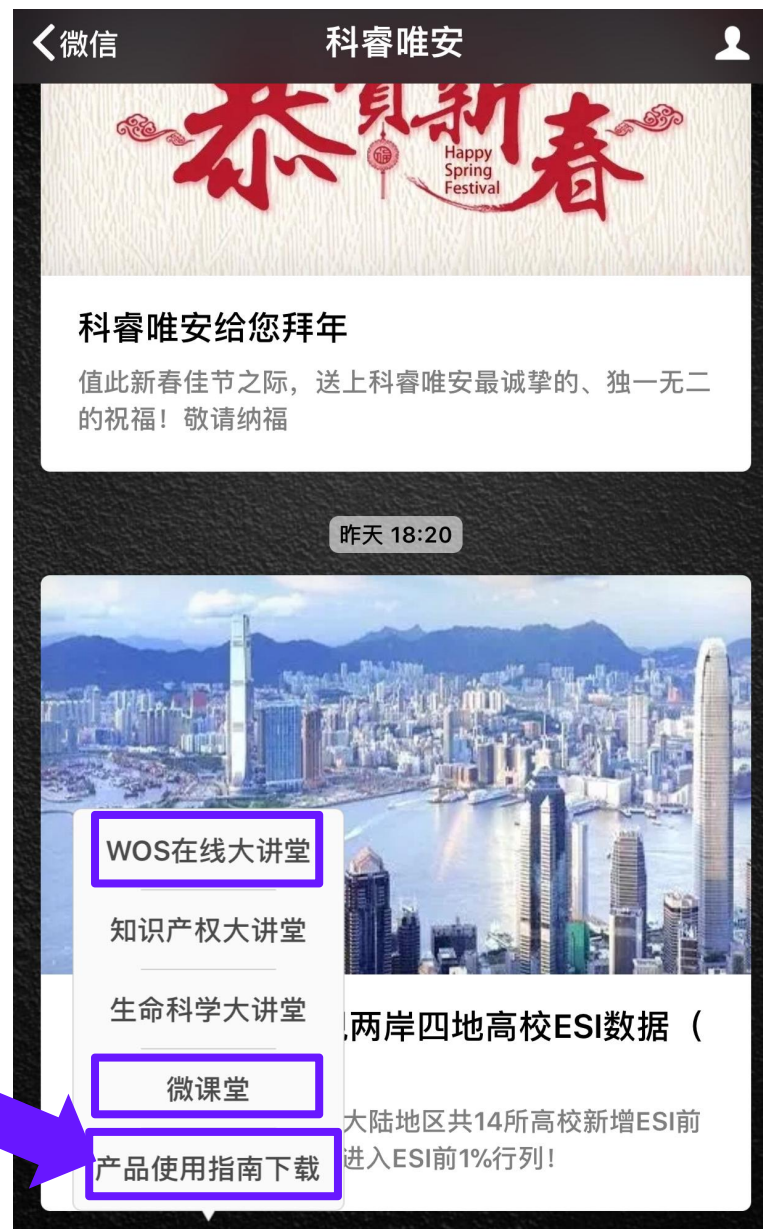 微信
科睿唯安
恭賀新春
Happy
Spring
Festival
科睿唯安给您拜年
值此新春佳节之际，送上科睿唯安最诚挚的、独一无二
的祝福！敬请纳福
昨天 18:20
WOS在线大讲堂
知识产权大讲堂
生命科学大讲堂
两岸四地高校ESI数据（
微课堂
大陆地区共14所高校新增ESI前
产品使用指南下载
进入ESI前1%行列！